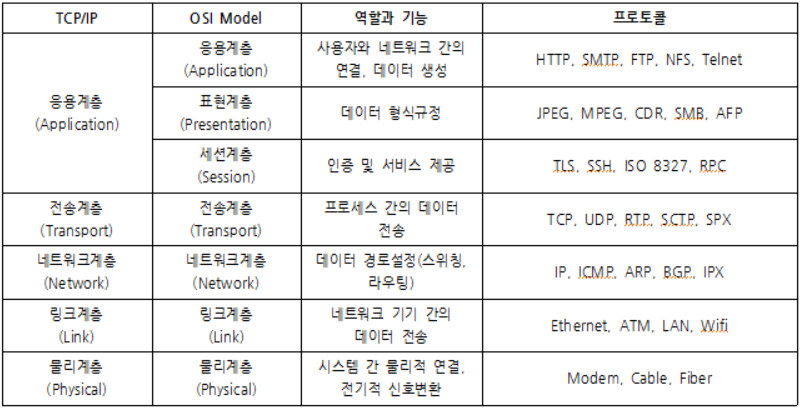 TCP/IP OSI Model 역할과 기능 프로토콜
응용계층
(Application)
응용계층
(Application)
사용자와 네트워크 간의
연결, 데이터 생성
HTTP, SMTP, FTP, NFS, Telnet
표현계층
(Presentation)
데이터 형식규정
JPEG, MPEG, CDR, SMB, AFP
세션계층
(Session)
인증 및 서비스 제공
TLS, SSH, ISO 8327, RPC
전송계층
(Transport)
전송계층
(Transport)
프로세스 간의 데이터
전송
TCP, UDP, RTP, SCTP, SPX
네트워크계층
(Network)
네트워크계층
(Network)
데이터 경로설정(스위칭,
라우팅)
IP, ICMP, ARP, BGP, IPX
링크계층
(Link)
링크계층
(Link)
네트워크 기기 간의
데이터 전송
Ethernet, ATM, LAN, Wifi
물리계층
(Physical)
물리계층
(Physical)
시스템 간 물리적 연결,
전기적 신호변환
Modem, Cable, Fiber